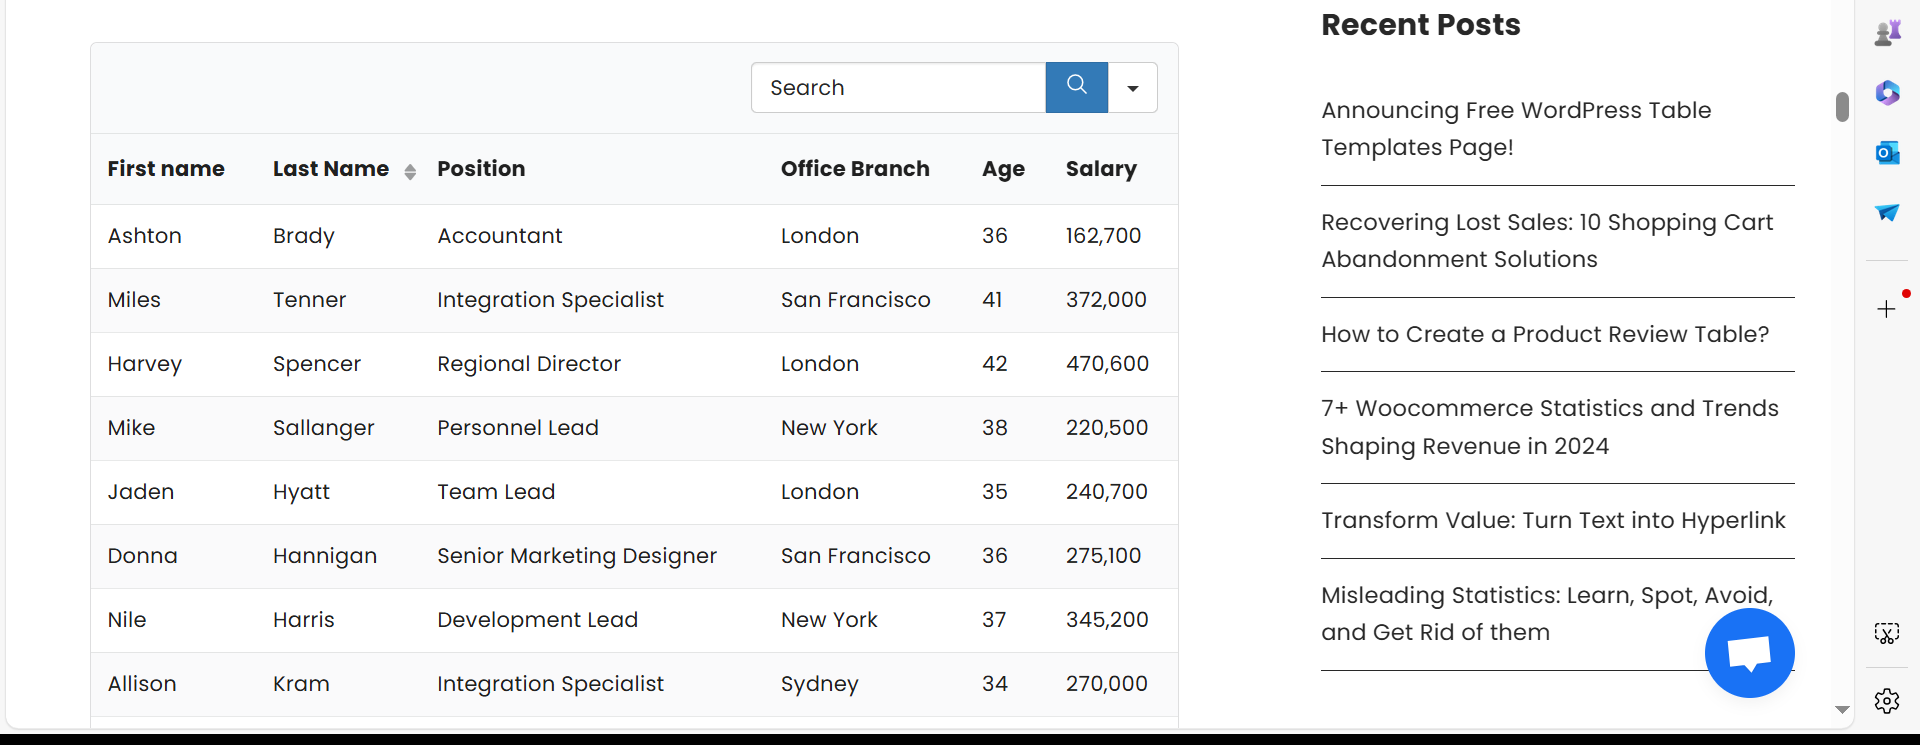 Search
First name Last Name Position Office Branch Age Salary
Ashton Brady Accountant London 36 162,700
Miles Tenner Integration Specialist San Francisco 41 372,000
Harvey Spencer Regional Director London 42 470,600
Mike Sallanger Personnel Lead New York 38 220,500
Jaden Hyatt Team Lead London 35 240,700
Donna Hannigan Senior Marketing Designer San Francisco 36 275,100
Nile Harris Development Lead New York 37 345,200
Allison Kram Integration Specialist Sydney 34 270,000
Recent Posts
Announcing Free WordPress Table
Templates Page!
Recovering Lost Sales: 10 Shopping Cart
Abandonment Solutions
How to Create a Product Review Table?
7+ Woocommerce Statistics and Trends
Shaping Revenue in 2024
Transform Value: Turn Text into Hyperlink
Misleading Statistics: Learn, Spot, Avoid,
and Get Rid of them